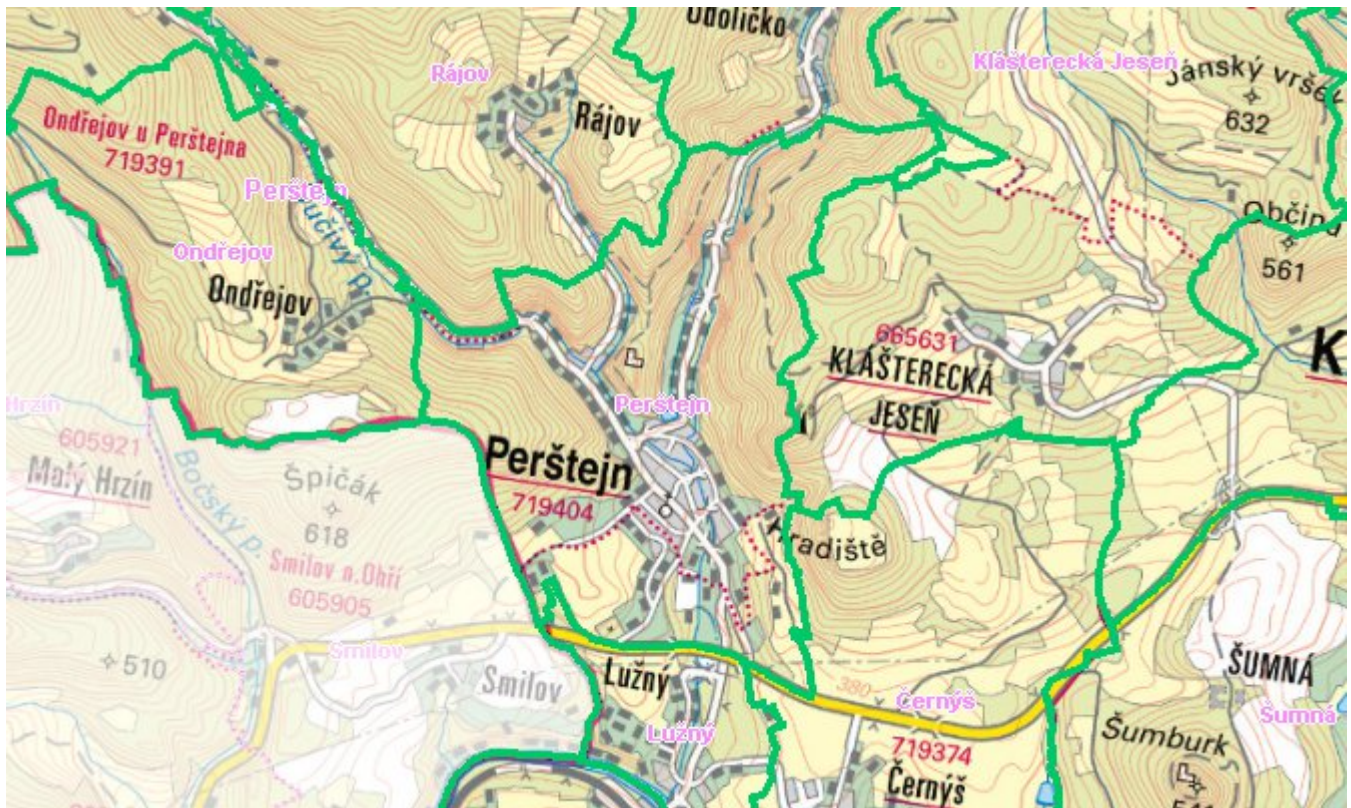 Údolíčko
Klášterecká Jeseň
Rájov
Jánský vršek
632
Ondřejov u Perštejna
719391
Rájov
Perštejn
Učivý p.
Občina
561
Ondřejov
Ondřejov
665631
KLÁŠTERECKÁ
JESEŇ
K
Hrzín
605921
Malý Hrzín
Bočský p.
Špičák
618
Perštejn
Perštejn
719404
Hradiště
Smilov n.Ohří
605905
510
Smilov
Smilov
Lužný
Lužný
380
Černýš
719374
Černýš
ŠUMNÁ
Šumná
Šumburk